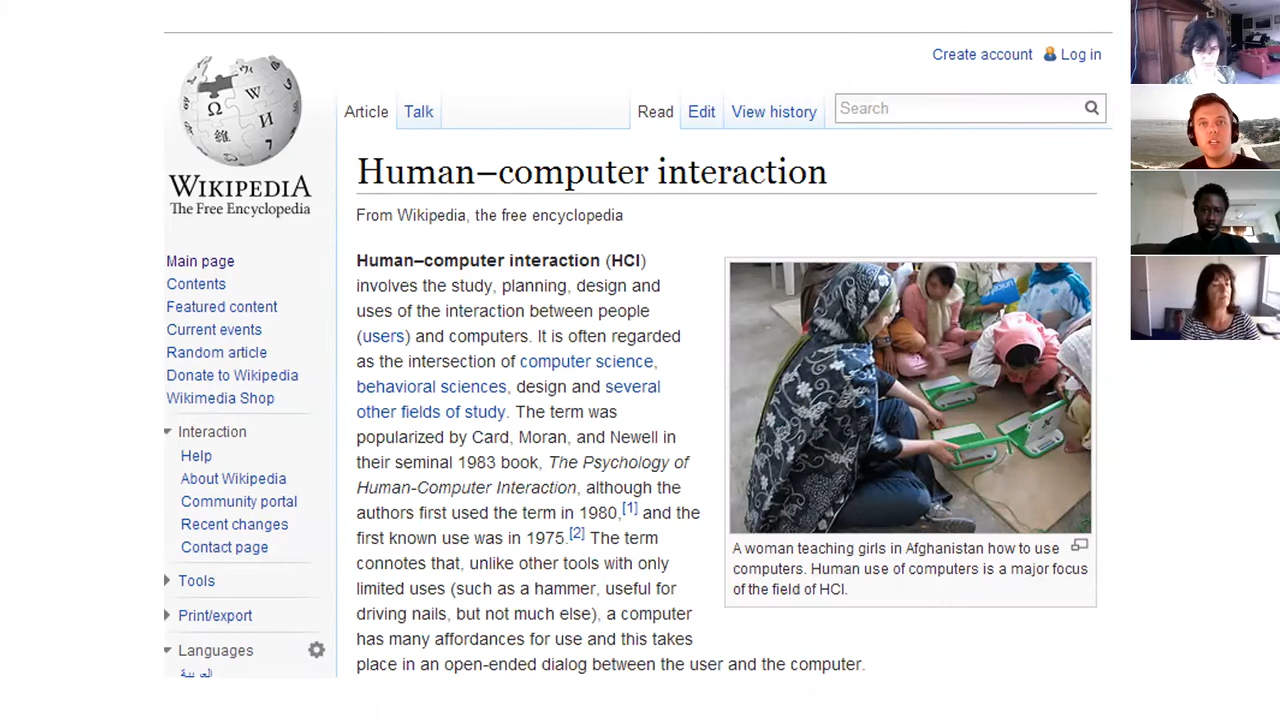 Create account Log in
Article Talk Read Edit View history Search
WIKIPEDIA
The Free Encyclopedia
Main page
Contents
Featured content
Current events
Random article
Donate to Wikipedia
Wikimedia Shop
Interaction
Help
About Wikipedia
Community portal
Recent changes
Contact page
Tools
Print/export
Languages
العربية
Human–computer interaction
From Wikipedia, the free encyclopedia
Human–computer interaction (HCI)
involves the study, planning, design and
uses of the interaction between people
(users) and computers. It is often regarded
as the intersection of computer science,
behavioral sciences, design and several
other fields of study. The term was
popularized by Card, Moran, and Newell in
their seminal 1983 book, The Psychology of
Human-Computer Interaction, although the
authors first used the term in 1980,[1] and the
first known use was in 1975.[2] The term
connotes that, unlike other tools with only
limited uses (such as a hammer, useful for
driving nails, but not much else), a computer
has many affordances for use and this takes
place in an open-ended dialog between the user and the computer.
A woman teaching girls in Afghanistan how to use
computers. Human use of computers is a major focus
of the field of HCI.